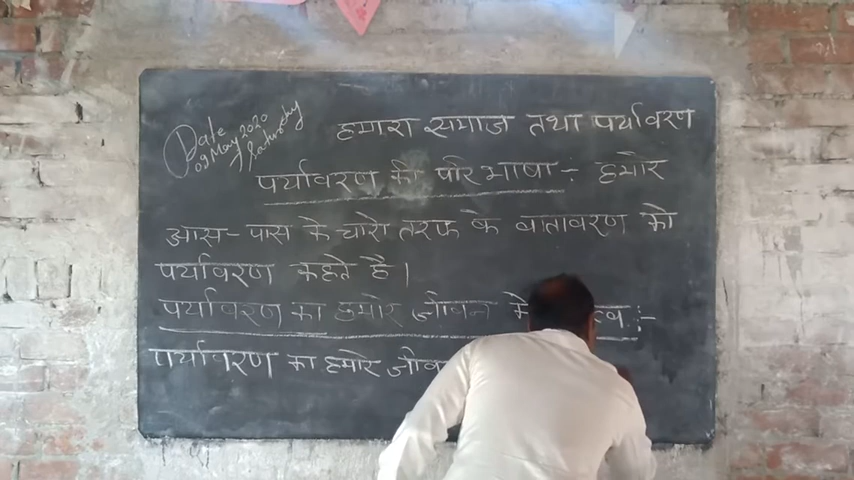 Date
09 May 2020
Saturday
हमारा समाज तथा पर्यावरण
पर्यावरण की परिभाषा ÷ हमारे
आस-पास के चारो तरफ के वातावरण को
पर्यावरण कहते है।
पर्यावरण का हमारे जीवन मे त्व :-
पर्यावरण का हमारे जीव